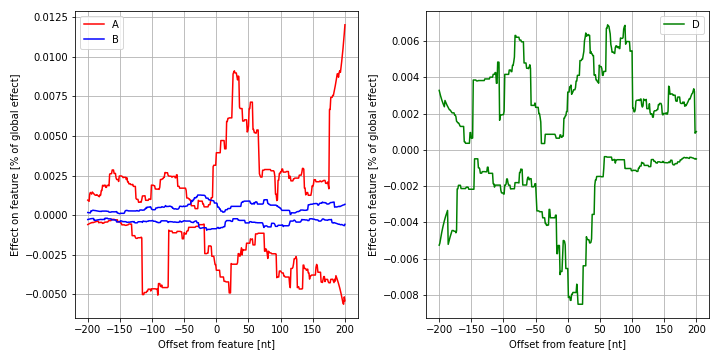 A
B
0.0125
0.0100
0.0075
0.0050
0.0025
0.0000
−0.0025
−0.0050
Effect on feature [% of global effect]
−200 −150 −100 −50 0 50 100 150 200
Offset from feature [nt]
D
0.006
0.004
0.002
0.000
−0.002
−0.004
−0.006
−0.008
Effect on feature [% of global effect]
−200 −150 −100 −50 0 50 100 150 200
Offset from feature [nt]